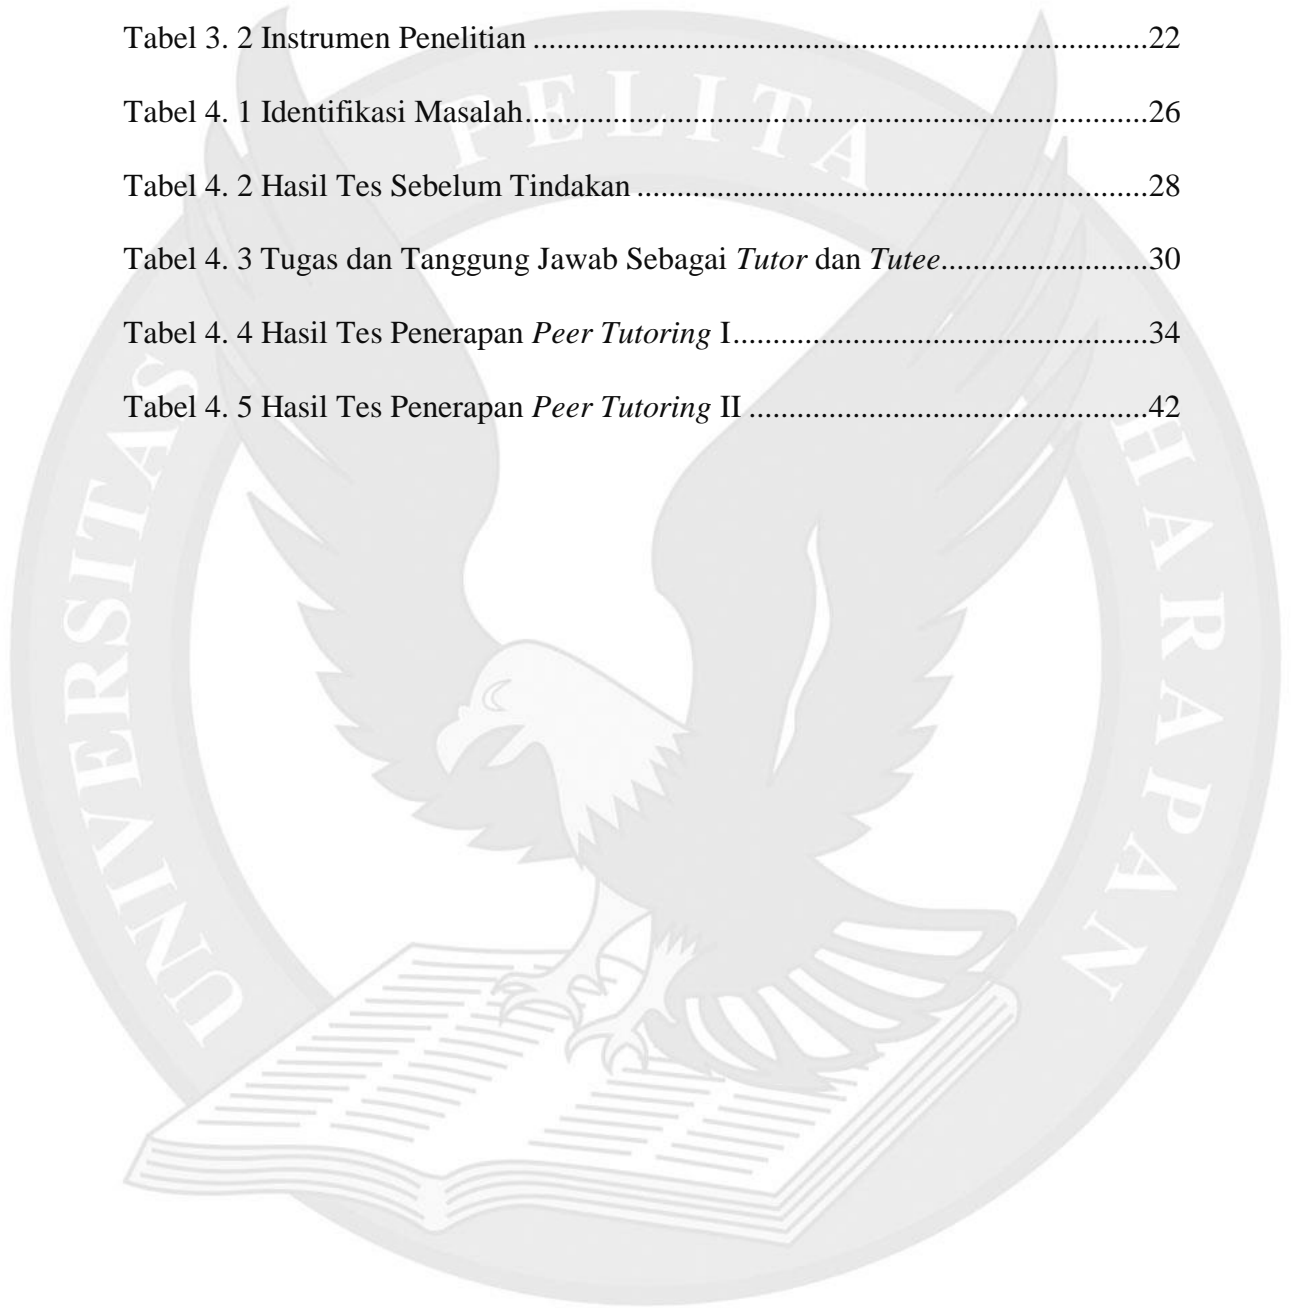 Tabel 3. 2 Instrumen Penelitian ............................................................................22
Tabel 4. 1 Identifikasi Masalah.............................................................................26
Tabel 4. 2 Hasil Tes Sebelum Tindakan ...............................................................28
Tabel 4. 3 Tugas dan Tanggung Jawab Sebagai Tutor dan Tutee.........................30
Tabel 4. 4 Hasil Tes Penerapan Peer Tutoring I...................................................34
Tabel 4. 5 Hasil Tes Penerapan Peer Tutoring II .................................................42
UNIVERSITAS PELITA HARAPAN